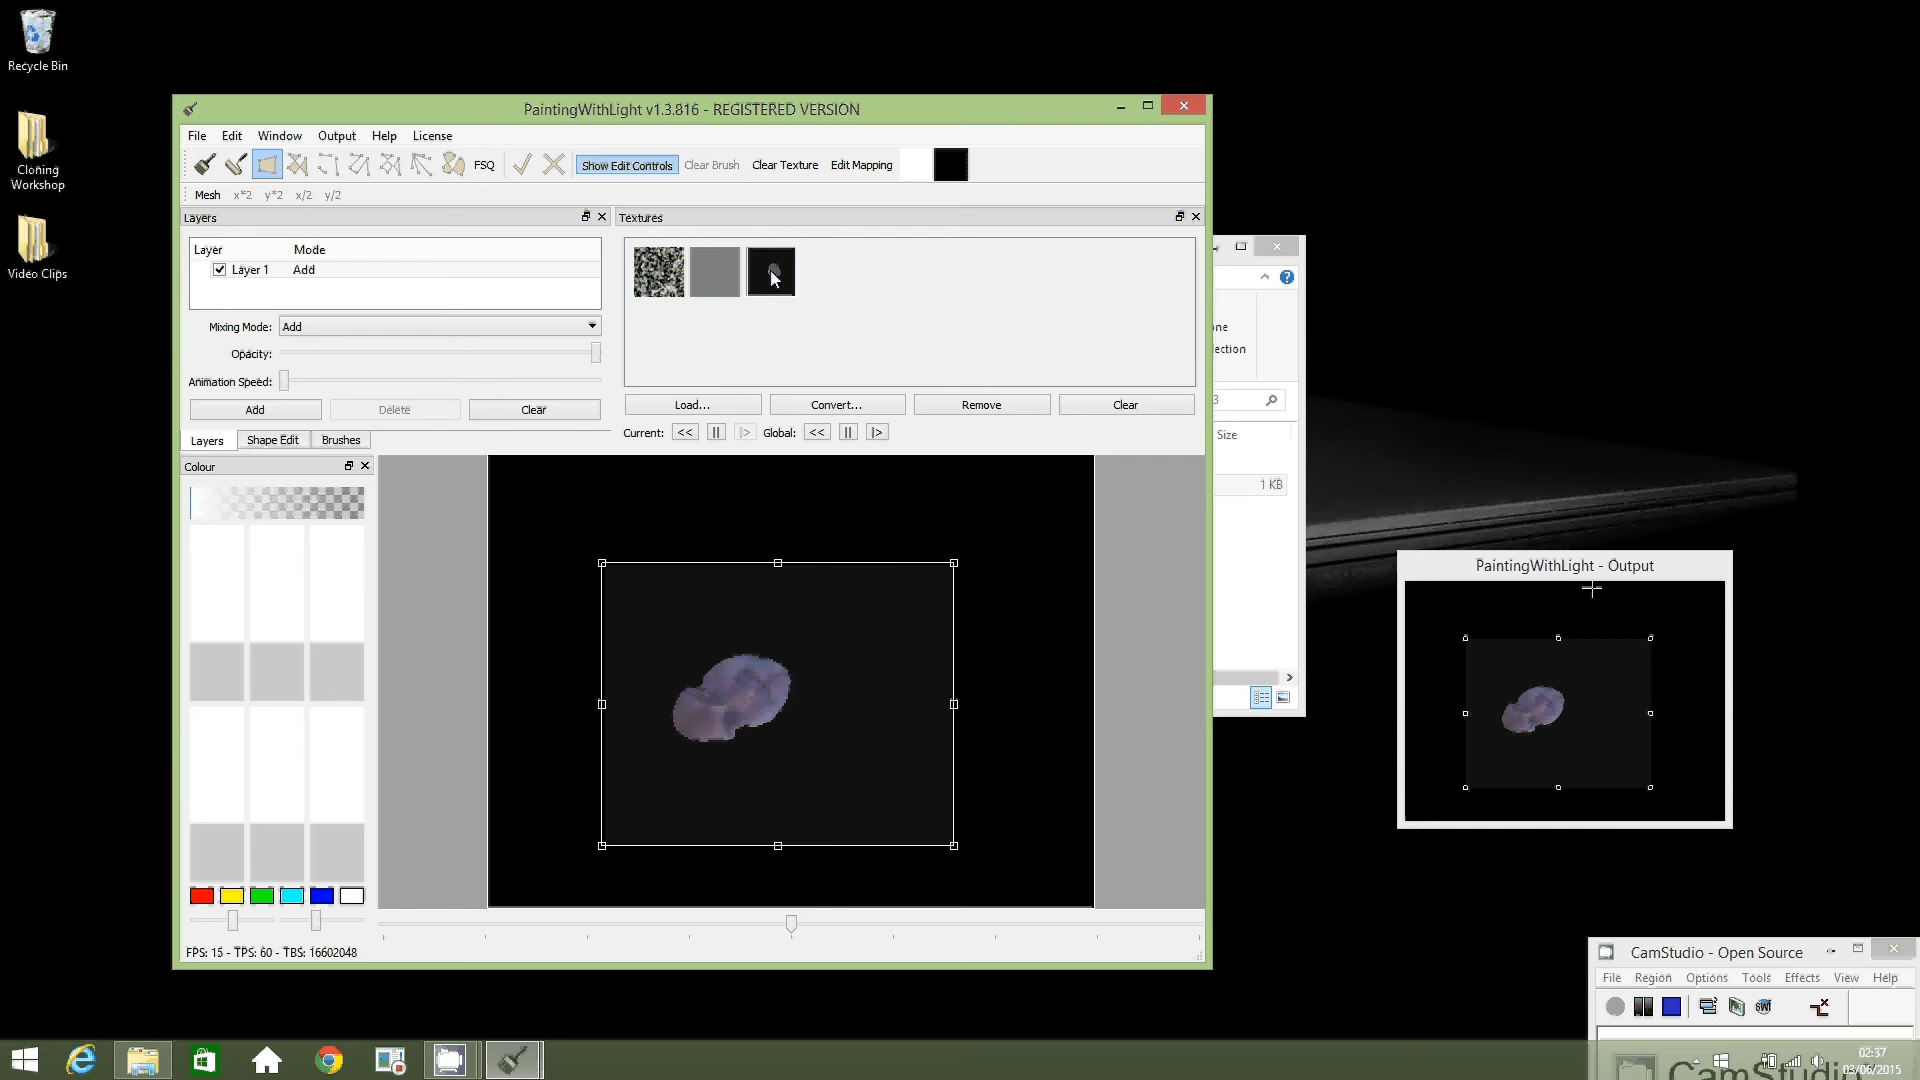 Recycle Bin
Cloning
Workshop
Video Clips
PaintingWithLight v1.3.816 - REGISTERED VERSION
File Edit Window Output Help License
FSQ Show Edit Controls Clear Brush Clear Texture Edit Mapping
Mesh x*2 y*2 x/2 y/2
Layers
Textures
Layer Mode
Layer 1 Add
Mixing Mode: Add
Opacity:
Animation Speed:
Add Delete Clear
Load... Convert... Remove Clear
Current: << || |> Global: << || |>
Layers Shape Edit Brushes
Colour
FPS: 15 - TPS: 60 - TBS: 16602048
one
ection
3
Size
1 KB
PaintingWithLight - Output
CamStudio - Open Source
File Region Options Tools Effects View Help
SWF
02:37
03/06/2015